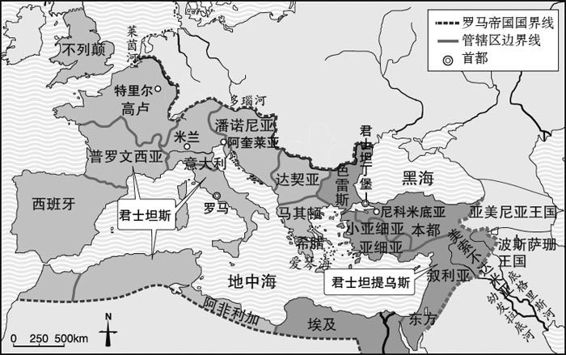 罗马帝国国界线
管辖区边界线
首都
不列颠
莱茵河
特里尔
高卢
多瑙河
潘诺尼亚
米兰
阿奎莱亚
普罗文西亚
意大利
君士坦丁堡
黑海
达契亚
色雷斯
西班牙
君士坦斯
罗马
马其顿
尼科米底亚
亚美尼亚王国
小亚细亚
本都
亚细亚
希腊
爱琴海
美索不达米亚
波斯萨珊
王国
地中海
君士坦提乌斯
叙利亚
底格里斯河
幼发拉底河
阿非利加
埃及
东方
0 250 500km
N